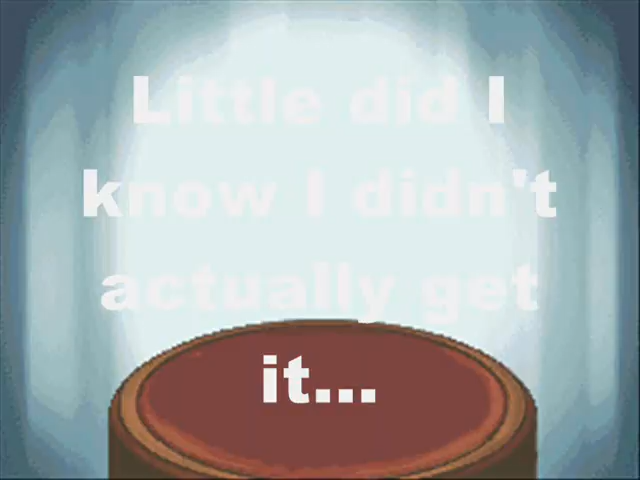 Little did I
know I didn't
actually get
it...